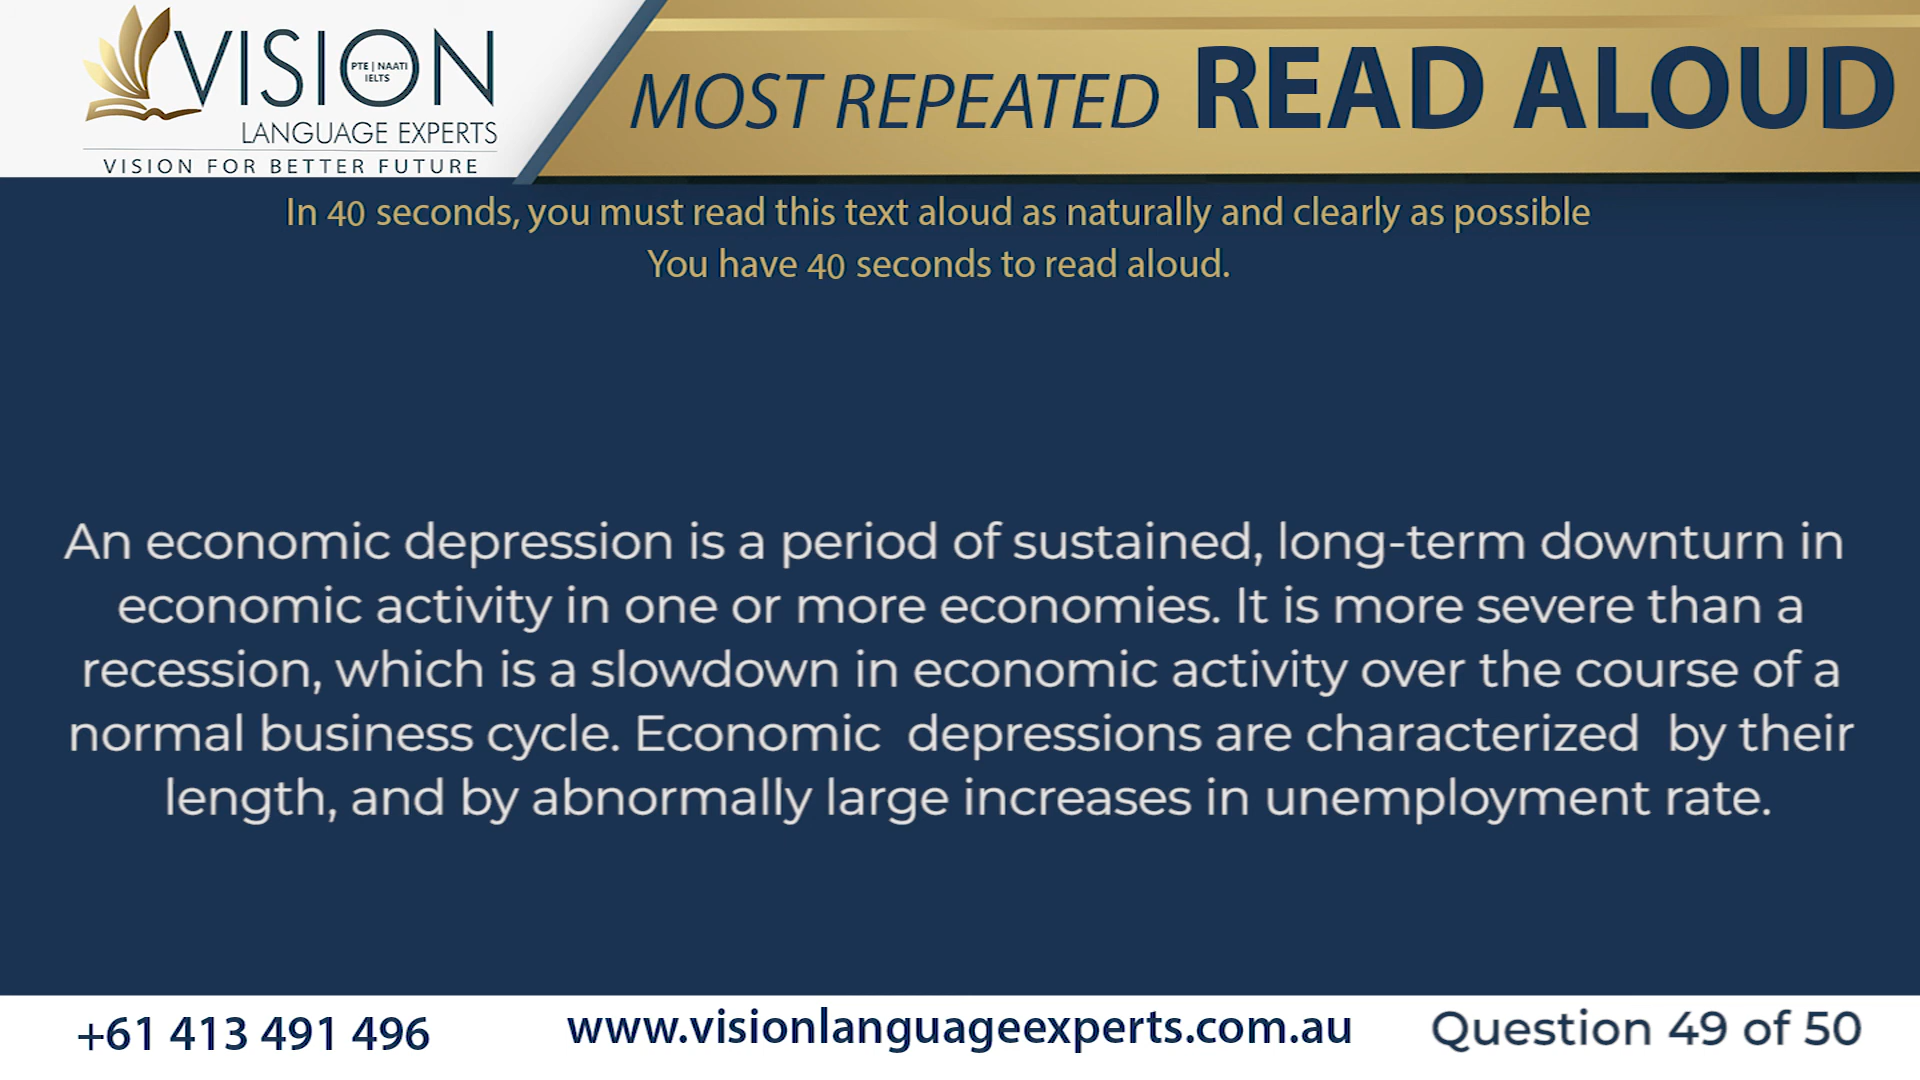 VISION
PTE | NAATI
IELTS
LANGUAGE EXPERTS
VISION FOR BETTER FUTURE
MOST REPEATED READ ALOUD
In 40 seconds, you must read this text aloud as naturally and clearly as possible
You have 40 seconds to read aloud.
An economic depression is a period of sustained, long-term downturn in
economic activity in one or more economies. It is more severe than a
recession, which is a slowdown in economic activity over the course of a
normal business cycle. Economic depressions are characterized by their
length, and by abnormally large increases in unemployment rate.
+61 413 491 496
www.visionlanguageexperts.com.au
Question 49 of 50